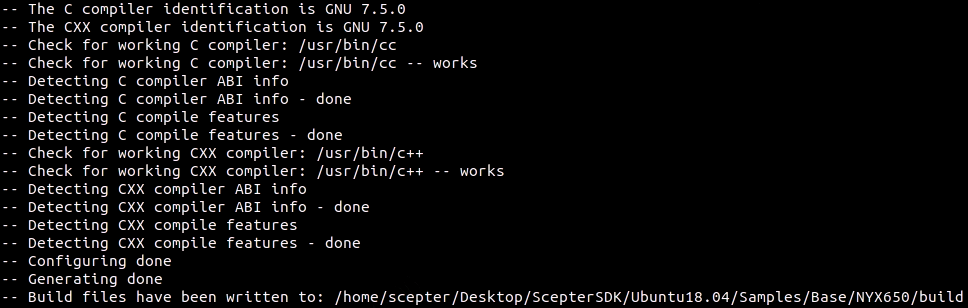 -- The C compiler identification is GNU 7.5.0
-- The CXX compiler identification is GNU 7.5.0
-- Check for working C compiler: /usr/bin/cc
-- Check for working C compiler: /usr/bin/cc -- works
-- Detecting C compiler ABI info
-- Detecting C compiler ABI info - done
-- Detecting C compile features
-- Detecting C compile features - done
-- Check for working CXX compiler: /usr/bin/c++
-- Check for working CXX compiler: /usr/bin/c++ -- works
-- Detecting CXX compiler ABI info
-- Detecting CXX compiler ABI info - done
-- Detecting CXX compile features
-- Detecting CXX compile features - done
-- Configuring done
-- Generating done
-- Build files have been written to: /home/scepter/Desktop/ScepterSDK/Ubuntu18.04/Samples/Base/NYX650/build